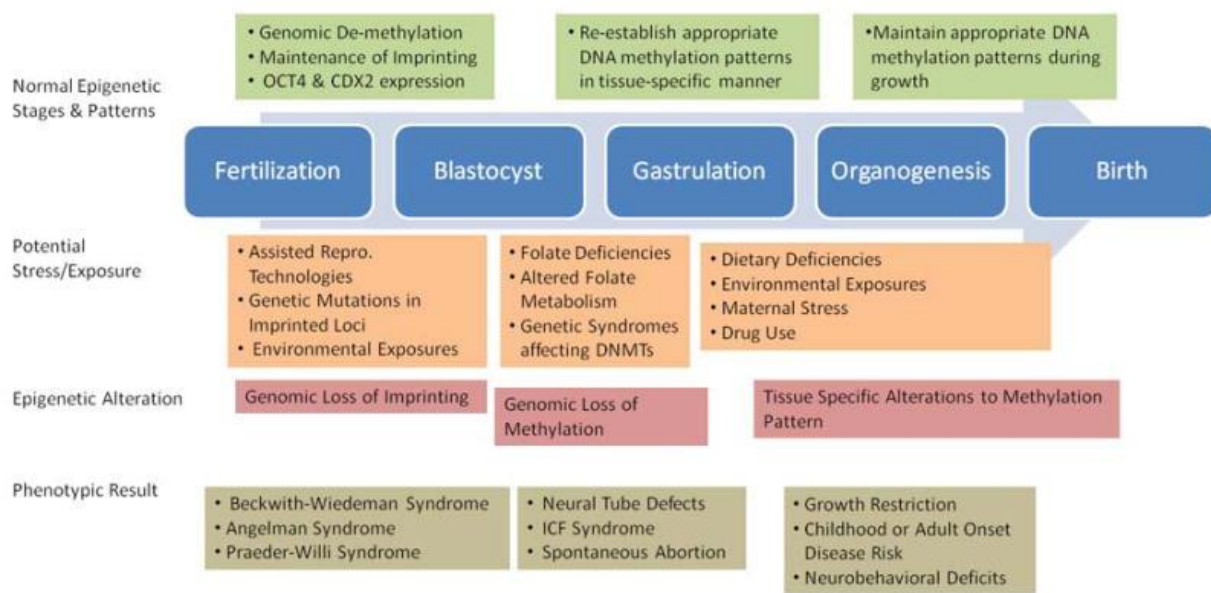 Normal Epigenetic
Stages & Patterns
• Genomic De-methylation
• Maintenance of Imprinting
• OCT4 & CDX2 expression
• Re-establish appropriate
DNA methylation patterns
in tissue-specific manner
•Maintain appropriate DNA
methylation patterns during
growth
Fertilization
Blastocyst
Gastrulation
Organogenesis
Birth
Potential
Stress/Exposure
• Assisted Repro.
Technologies
• Genetic Mutations in
Imprinted Loci
• Environmental Exposures
• Folate Deficiencies
• Altered Folate
Metabolism
• Genetic Syndromes
affecting DNMTs
• Dietary Deficiencies
• Environmental Exposures
• Maternal Stress
• Drug Use
Epigenetic Alteration
Genomic Loss of Imprinting
Genomic Loss of
Methylation
Tissue Specific Alterations to Methylation
Pattern
Phenotypic Result
• Beckwith-Wiedeman Syndrome
• Angelman Syndrome
• Praeder-Willi Syndrome
• Neural Tube Defects
• ICF Syndrome
• Spontaneous Abortion
• Growth Restriction
• Childhood or Adult Onset
Disease Risk
• Neurobehavioral Deficits